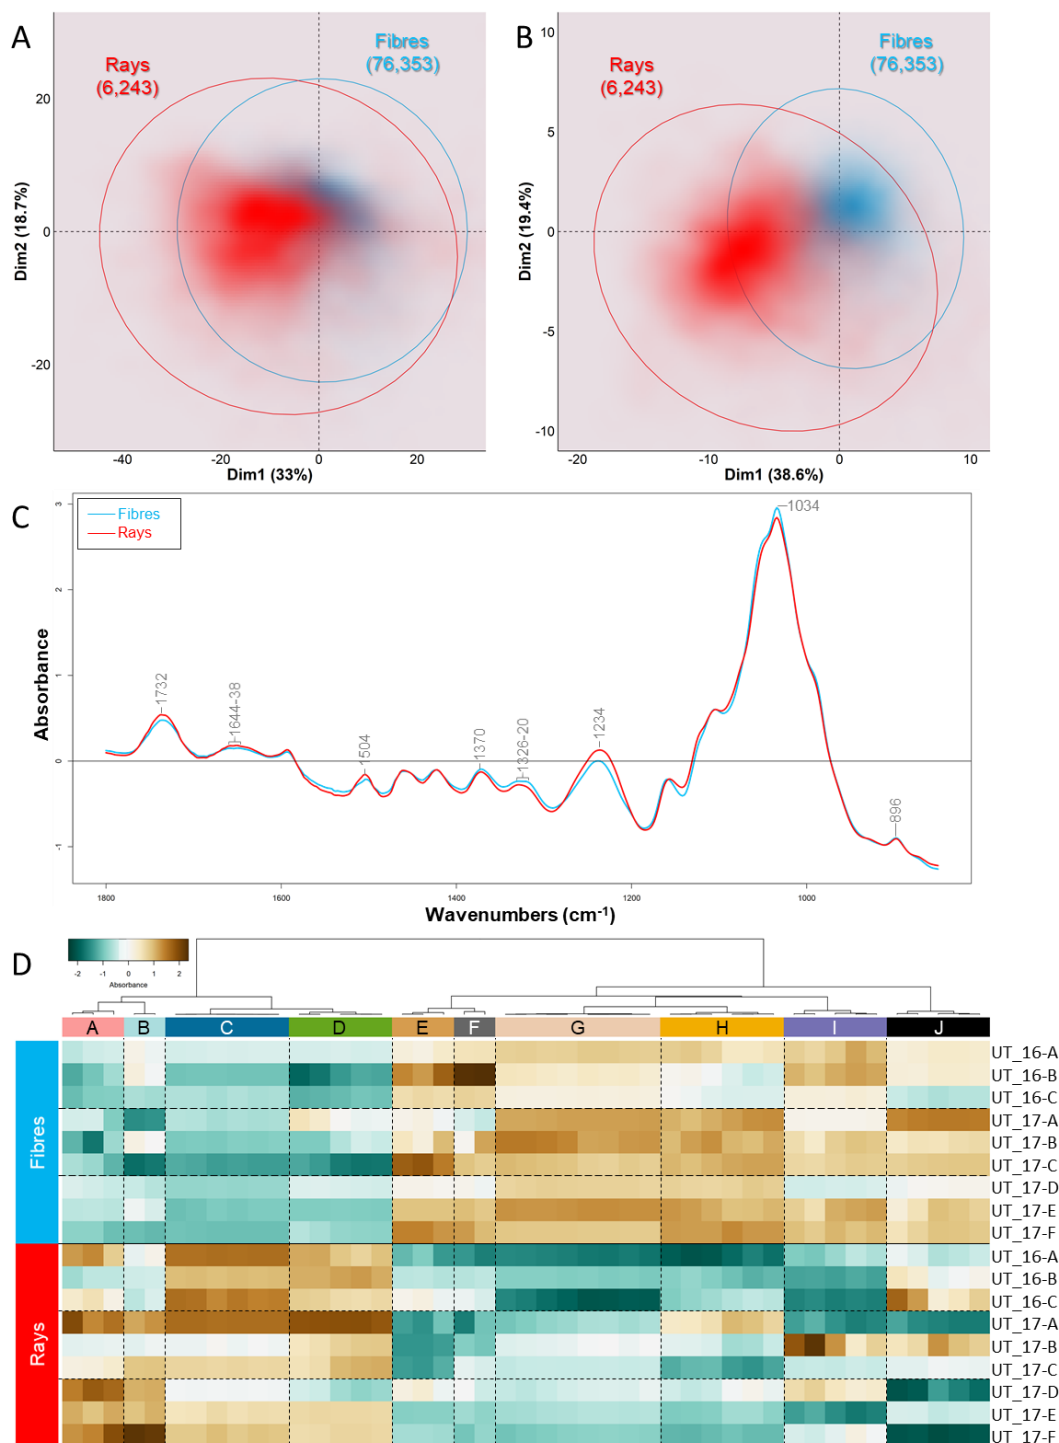 A
Rays
(6,243)
Fibres
(76,353)
20
0
-20
Dim2 (18.7%)
-40
-20
0
20
Dim1 (33%)
B
Rays
(6,243)
Fibres
(76,353)
10
5
0
-5
-10
Dim2 (19.4%)
-20
-10
0
10
Dim1 (38.6%)
C
Fibres
Rays
3
2
1
0
-1
Absorbance
1732
1644-38
1504
1370
1326-20
1234
1034
896
1800
1600
1400
1200
1000
Wavenumbers (cm-1)
D
-2
-1
0
1
2
Absorbance
A
B
C
D
E
F
G
H
I
J
Fibres
UT_16-A
UT_16-B
UT_16-C
UT_17-A
UT_17-B
UT_17-C
UT_17-D
UT_17-E
UT_17-F
Rays
UT_16-A
UT_16-B
UT_16-C
UT_17-A
UT_17-B
UT_17-C
UT_17-D
UT_17-E
UT_17-F